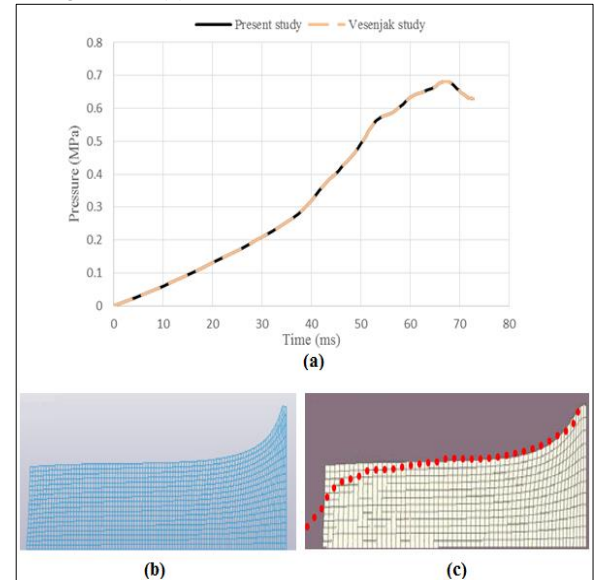 Present study Vesenjak study
0.8
0.7
0.6
0.5
0.4
0.3
0.2
0.1
0
Pressure (MPa)
0 10 20 30 40 50 60 70 80
Time (ms)
(a)
(b) (c)